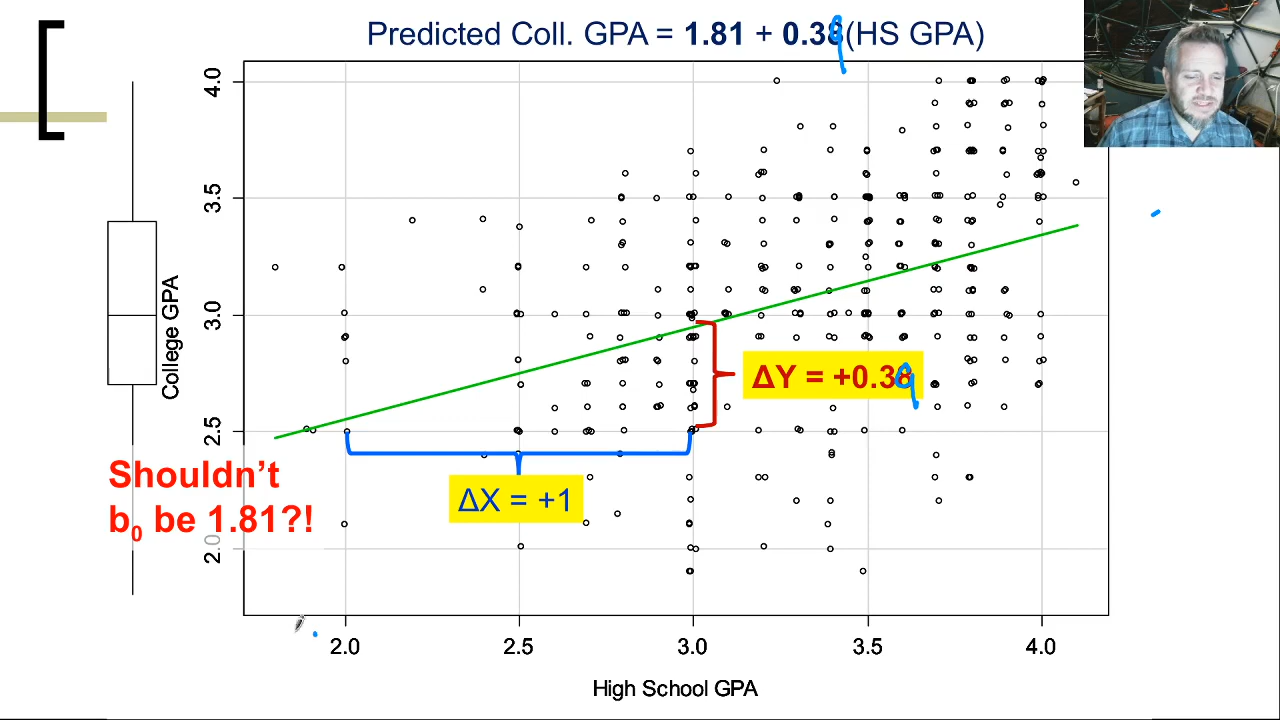 Predicted Coll. GPA = 1.81 + 0.38(HS GPA)
4.0
3.5
3.0
2.5
2.0
College GPA
ΔY = +0.38
ΔX = +1
Shouldn't
b₀ be 1.81?!
2.0 2.5 3.0 3.5 4.0
High School GPA